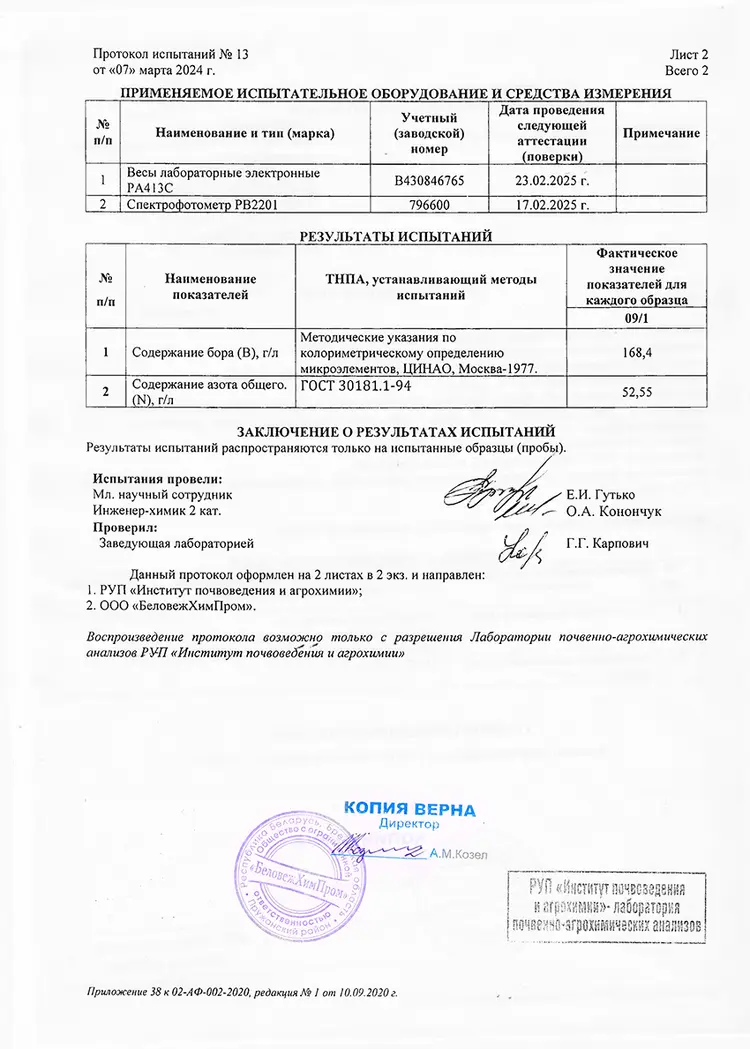 Протокол испытаний № 13
от «07» марта 2024 г.
Лист 2
Всего 2
ПРИМЕНЯЕМОЕ ИСПЫТАТЕЛЬНОЕ ОБОРУДОВАНИЕ И СРЕДСТВА ИЗМЕРЕНИЯ
№ п/п
Наименование и тип (марка)
Учетный (заводской) номер
Дата проведения следующей аттестации (поверки)
Примечание
1
Весы лабораторные электронные РА413С
В430846765
23.02.2025 г.
2
Спектрофотометр РВ2201
796600
17.02.2025 г.
РЕЗУЛЬТАТЫ ИСПЫТАНИЙ
№ п/п
Наименование показателей
ТНПА, устанавливающий методы испытаний
Фактическое значение показателей для каждого образца
09/1
1
Содержание бора (В), г/л
Методические указания по колориметрическому определению микроэлементов, ЦИНАО, Москва-1977.
168,4
2
Содержание азота общего. (N), г/л
ГОСТ 30181.1-94
52,55
ЗАКЛЮЧЕНИЕ О РЕЗУЛЬТАТАХ ИСПЫТАНИЙ
Результаты испытаний распространяются только на испытанные образцы (пробы).
Испытания провели:
Мл. научный сотрудник
Е.И. Гутько
Инженер-химик 2 кат.
О.А. Конончук
Проверил:
Заведующая лабораторией
Г.Г. Карпович
Данный протокол оформлен на 2 листах в 2 экз. и направлен:
1. РУП «Институт почвоведения и агрохимии»;
2. ООО «БеловежХимПром».
Воспроизведение протокола возможно только с разрешения Лаборатории почвенно-агрохимических
анализов РУП «Институт почвоведения и агрохимии»
КОПИЯ ВЕРНА
Директор
А.М.Козел
Республика Беларусь, Брестская область
Общество с ограниченной
«БеловежХимПром»
ответственностью
Пружанский район
РУП «Институт почвоведения
и агрохимии»- лаборатория
почвенно-агрохимических анализов
Приложение 38 к 02-АФ-002-2020, редакция № 1 от 10.09.2020 г.